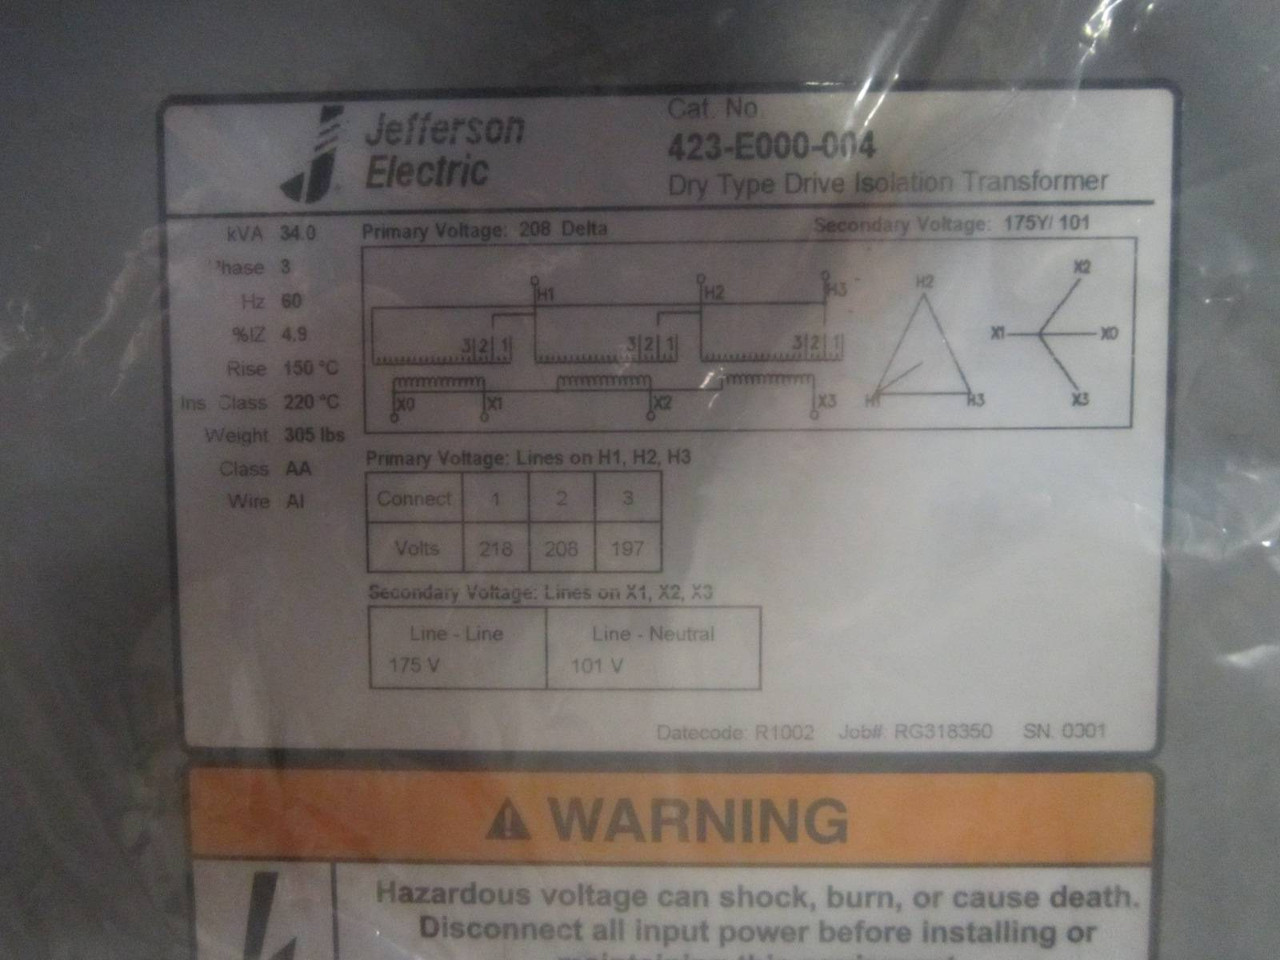 Jefferson
Electric
Cat. No.
423-E000-004
Dry Type Drive Isolation Transformer
kVA 34.0
Phase 3
Hz 60
%IZ 4.9
Rise 150 °C
Ins Class 220 °C
Weight 305 lbs
Class AA
Wire Al
Primary Voltage: 208 Delta
Secondary Voltage: 175Y/ 101
H1 H2 H3
3 2 1 3 2 1 3 2 1
X0 X1 X2 X3
H2
H1 H3
X2
X1 X0
X3
Primary Voltage: Lines on H1, H2, H3
Connect 1 2 3
Volts 218 208 197
Secondary Voltage: Lines on X1, X2, X3
Line - Line Line - Neutral
175 V 101 V
Datecode: R1002 Job#: RG318350 SN: 0301
WARNING
Hazardous voltage can shock, burn, or cause death.
Disconnect all input power before installing or